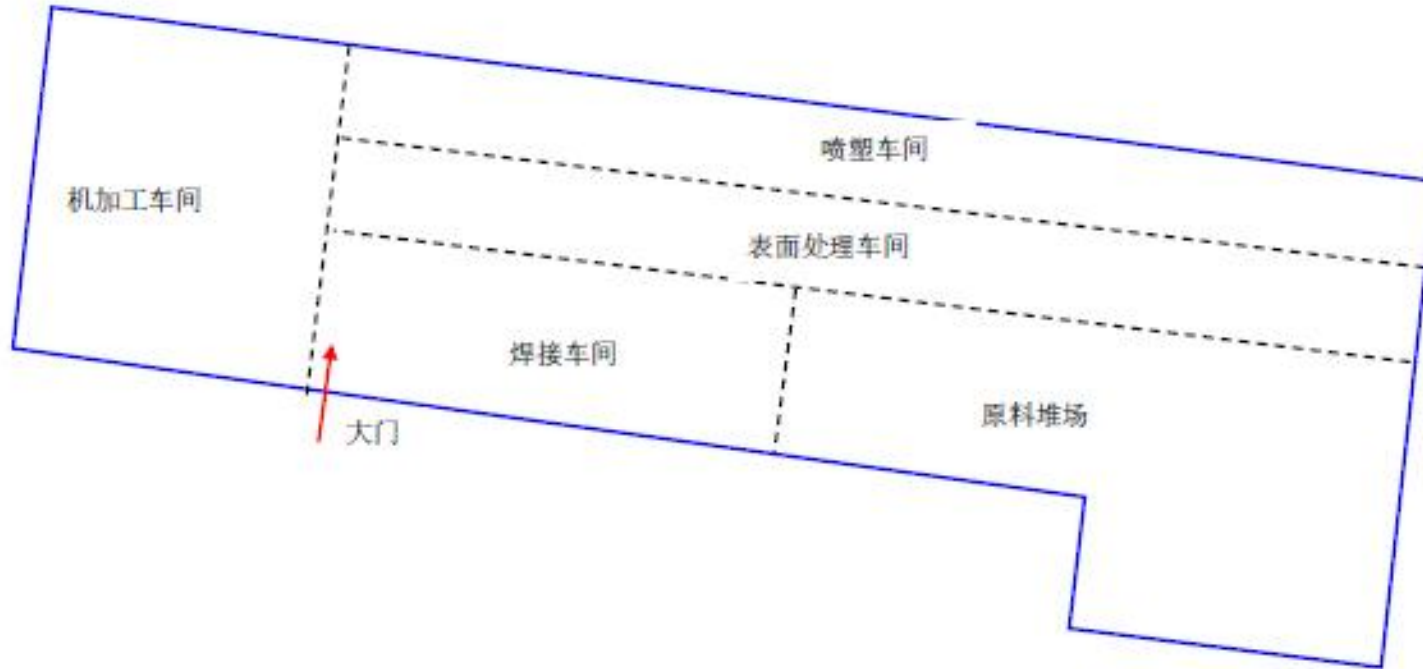 喷塑车间
机加工车间
表面处理车间
焊接车间
原料堆场
大门